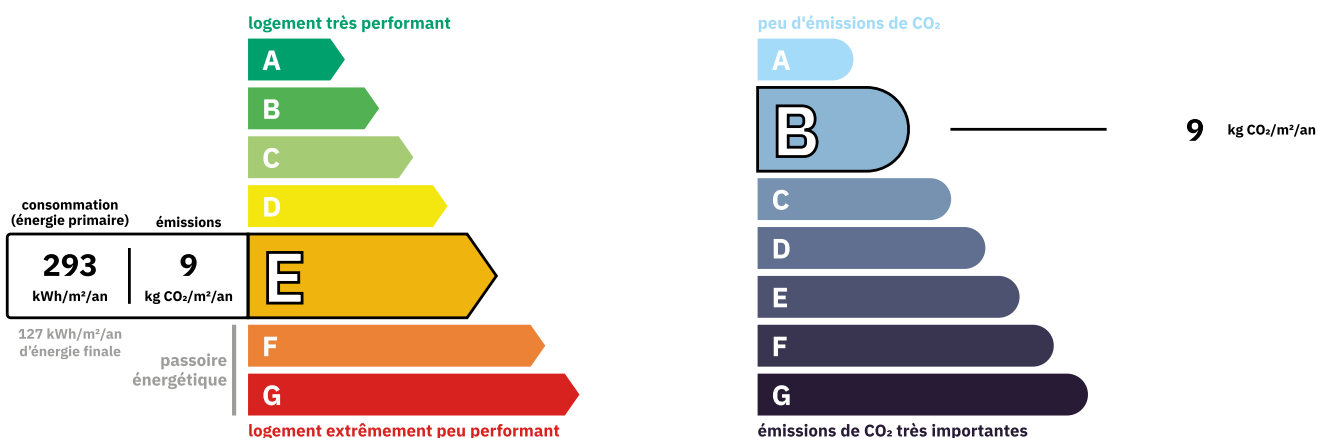 logement très performant
A
B
C
D
consommation
(énergie primaire)
émissions
293
kWh/m²/an
9
kg CO₂/m²/an
E
127 kWh/m²/an
d'énergie finale
passoire
énergétique
F
G
logement extrêmement peu performant
peu d'émissions de CO₂
A
B
9 kg CO₂/m²/an
C
D
E
F
G
émissions de CO₂ très importantes